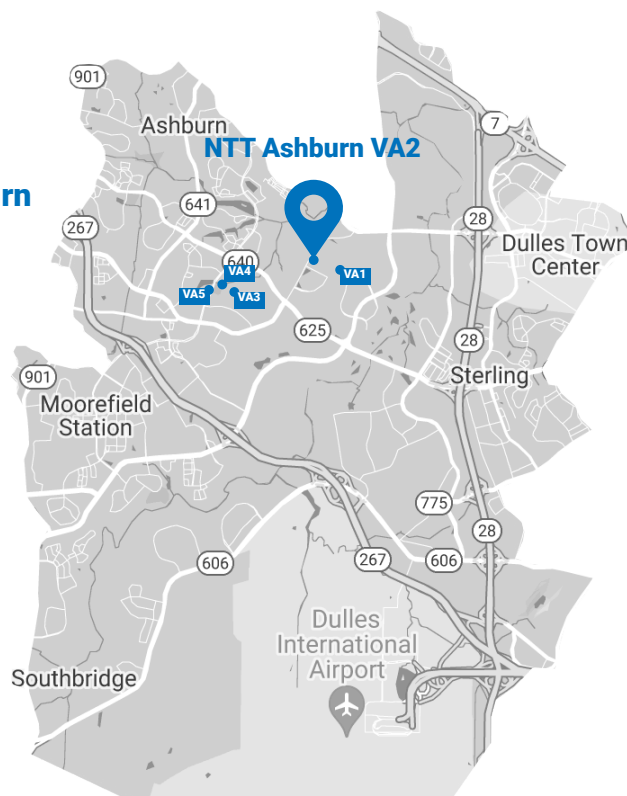 901
7
Ashburn
NTT Ashburn VA2
rn
641
267
28
Dulles Town
Center
640
VA4
VA1
VA5
VA3
625
28
901
Sterling
Moorefield
Station
775
28
606
267
606
Dulles
International
Airport
Southbridge